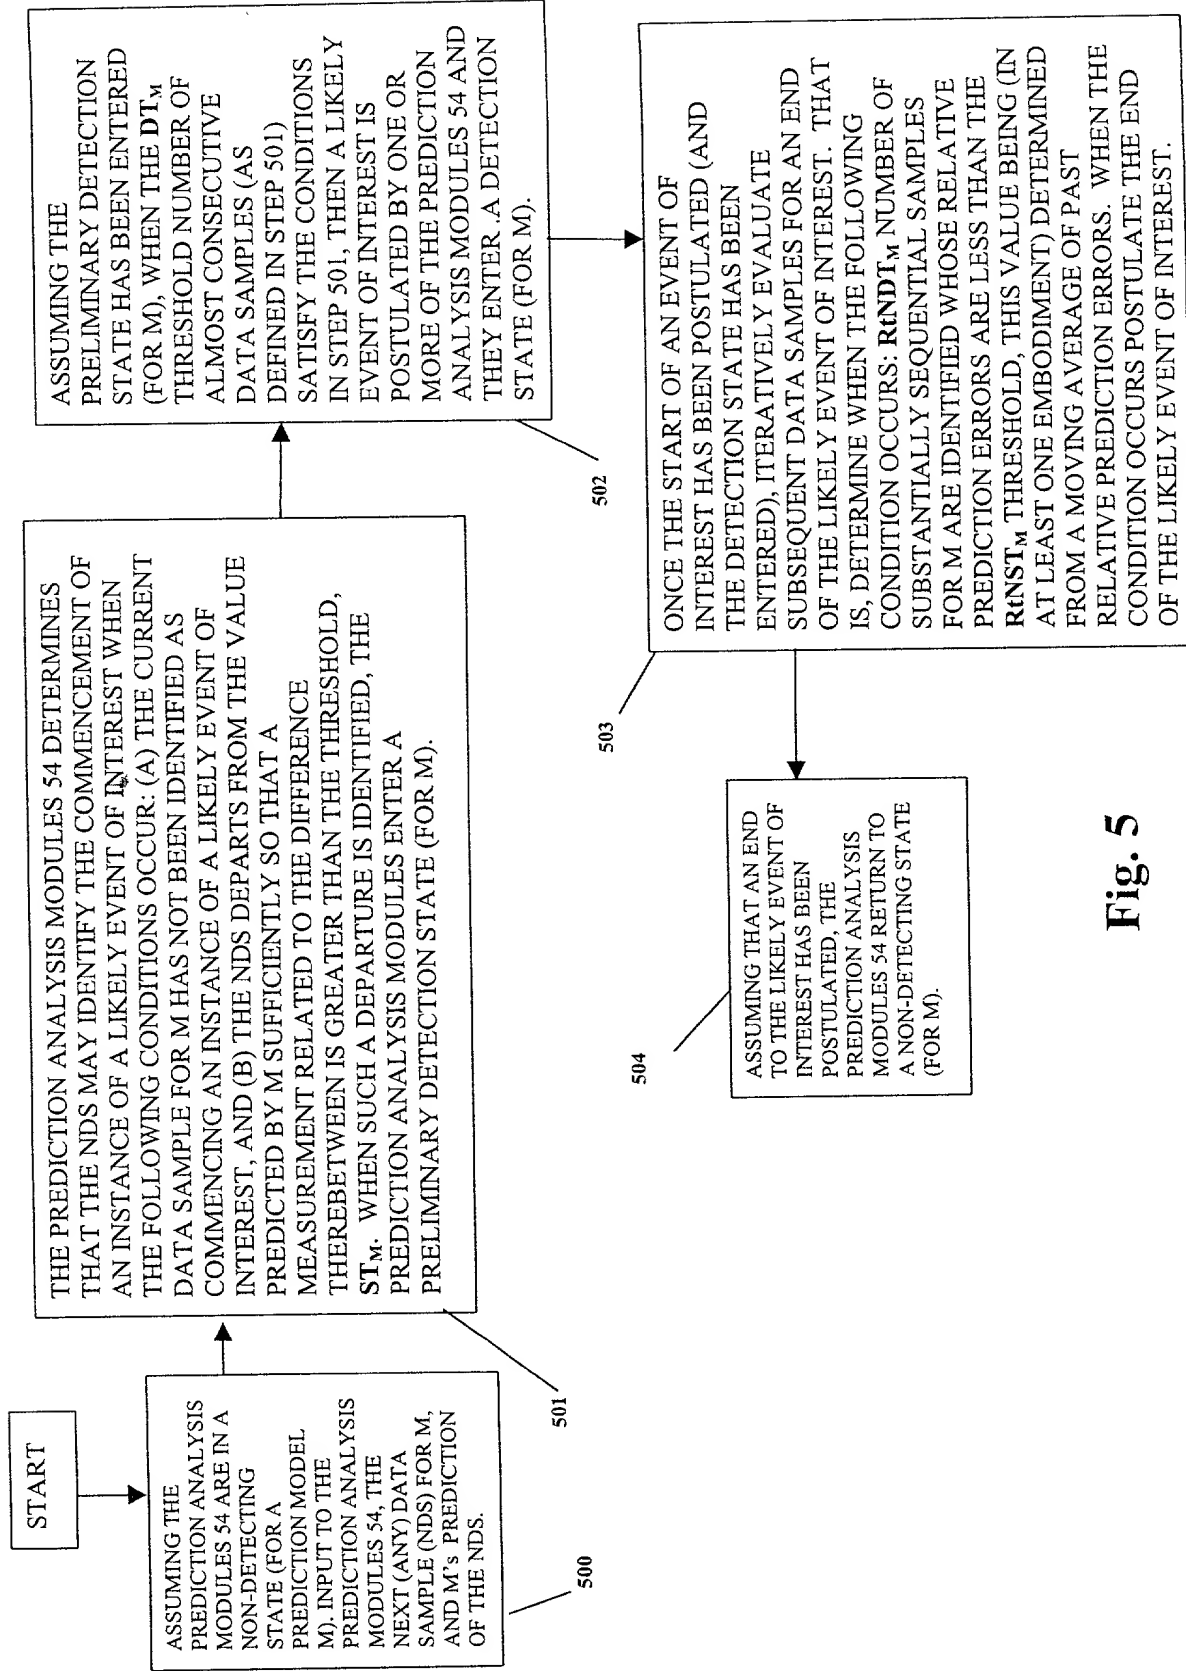 START
ASSUMING THE
PREDICTION ANALYSIS
MODULES 54 ARE IN A
NON-DETECTING
STATE (FOR A
PREDICTION MODEL
M). INPUT TO THE
PREDICTION ANALYSIS
MODULES 54, THE
NEXT (ANY) DATA
SAMPLE (NDS) FOR M,
AND M's PREDICTION
OF THE NDS.
500
THE PREDICTION ANALYSIS MODULES 54 DETERMINES
THAT THE NDS MAY IDENTIFY THE COMMENCEMENT OF
AN INSTANCE OF A LIKELY EVENT OF INTEREST WHEN
THE FOLLOWING CONDITIONS OCCUR: (A) THE CURRENT
DATA SAMPLE FOR M HAS NOT BEEN IDENTIFIED AS
COMMENCING AN INSTANCE OF A LIKELY EVENT OF
INTEREST, AND (B) THE NDS DEPARTS FROM THE VALUE
PREDICTED BY M SUFFICIENTLY SO THAT A
MEASUREMENT RELATED TO THE DIFFERENCE
THEREBETWEEN IS GREATER THAN THE THRESHOLD,
STM. WHEN SUCH A DEPARTURE IS IDENTIFIED, THE
PREDICTION ANALYSIS MODULES ENTER A
PRELIMINARY DETECTION STATE (FOR M).
501
ASSUMING THE
PRELIMINARY DETECTION
STATE HAS BEEN ENTERED
(FOR M), WHEN THE DTM
THRESHOLD NUMBER OF
ALMOST CONSECUTIVE
DATA SAMPLES (AS
DEFINED IN STEP 501)
SATISFY THE CONDITIONS
IN STEP 501, THEN A LIKELY
EVENT OF INTEREST IS
POSTULATED BY ONE OR
MORE OF THE PREDICTION
ANALYSIS MODULES 54 AND
THEY ENTER A DETECTION
STATE (FOR M).
502
ONCE THE START OF AN EVENT OF
INTEREST HAS BEEN POSTULATED (AND
THE DETECTION STATE HAS BEEN
ENTERED), ITERATIVELY EVALUATE
SUBSEQUENT DATA SAMPLES FOR AN END
OF THE LIKELY EVENT OF INTEREST. THAT
IS, DETERMINE WHEN THE FOLLOWING
CONDITION OCCURS: RtNDTM NUMBER OF
SUBSTANTIALLY SEQUENTIAL SAMPLES
FOR M ARE IDENTIFIED WHOSE RELATIVE
PREDICTION ERRORS ARE LESS THAN THE
RtNSTM THRESHOLD, THIS VALUE BEING (IN
AT LEAST ONE EMBODIMENT) DETERMINED
FROM A MOVING AVERAGE OF PAST
RELATIVE PREDICTION ERRORS. WHEN THE
CONDITION OCCURS POSTULATE THE END
OF THE LIKELY EVENT OF INTEREST.
503
ASSUMING THAT AN END
TO THE LIKELY EVENT OF
INTEREST HAS BEEN
POSTULATED, THE
PREDICTION ANALYSIS
MODULES 54 RETURN TO
A NON-DETECTING STATE
(FOR M).
504
Fig. 5